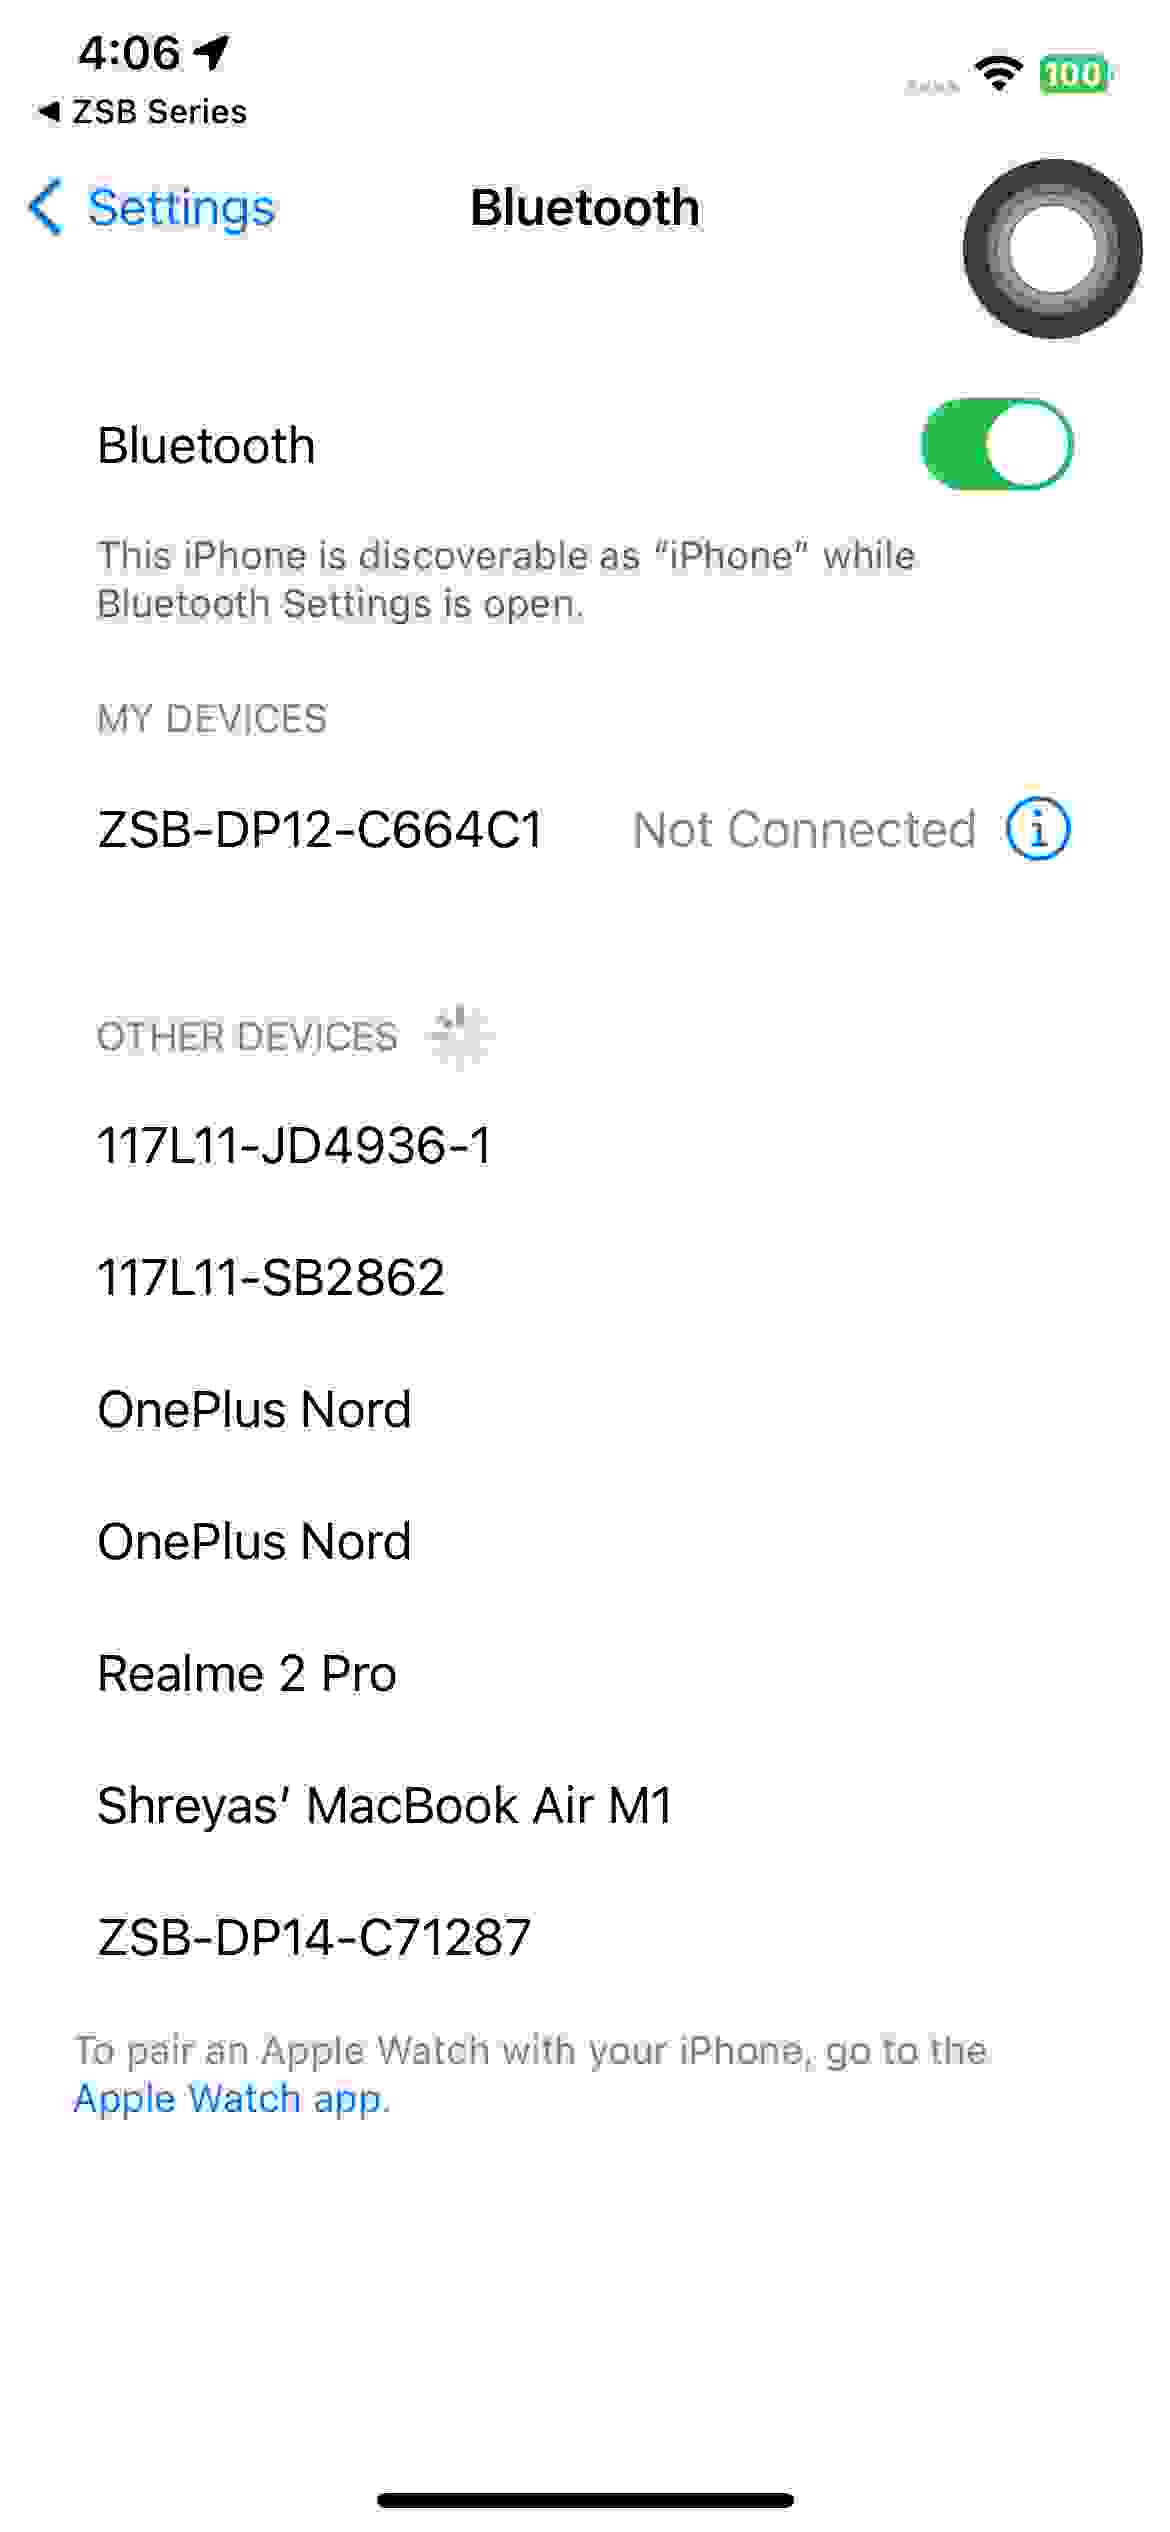 4:06
◀ ZSB Series
100
Settings
Bluetooth
Bluetooth
This iPhone is discoverable as “iPhone” while
Bluetooth Settings is open.
MY DEVICES
ZSB-DP12-C664C1 Not Connected
OTHER DEVICES
117L11-JD4936-1
117L11-SB2862
OnePlus Nord
OnePlus Nord
Realme 2 Pro
Shreyas’ MacBook Air M1
ZSB-DP14-C71287
To pair an Apple Watch with your iPhone, go to the
Apple Watch app.